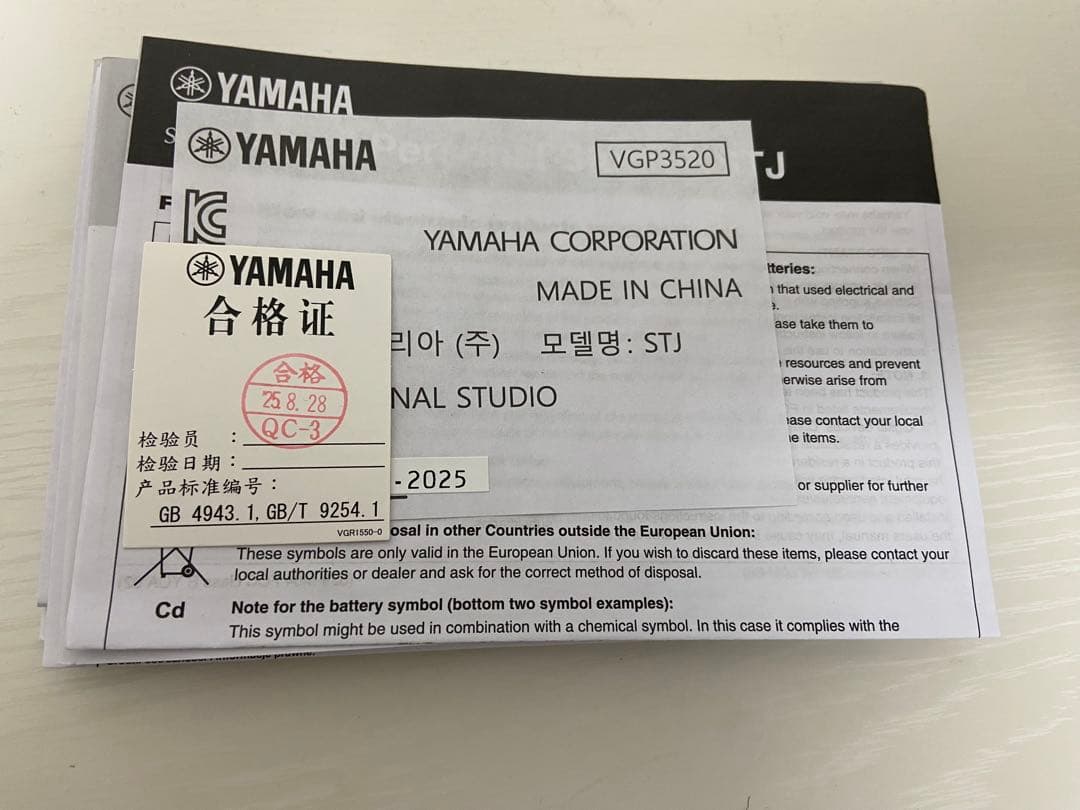 YAMAHA
STJ
YAMAHA
VGP3520
YAMAHA CORPORATION
MADE IN CHINA
리아 (주) 모델명: STJ
NAL STUDIO
-2025
YAMAHA
合格证
合格
25.8.28
QC-3
检验员 :
检验日期:
产品标准编号:
GB 4943.1,GB/T 9254.1
VGR1550-0
tteries:
that used electrical and
ase take them to
resources and prevent
erwise arise from
ase contact your local
e items.
or supplier for further
osal in other Countries outside the European Union:
These symbols are only valid in the European Union. If you wish to discard these items, please contact your
local authorities or dealer and ask for the correct method of disposal.
Cd
Note for the battery symbol (bottom two symbol examples):
This symbol might be used in combination with a chemical symbol. In this case it complies with the